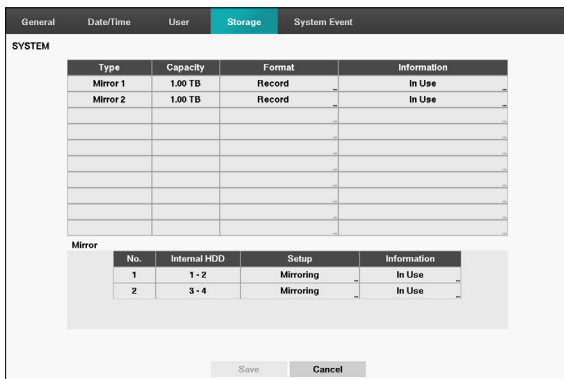 General Date/Time User Storage System Event
SYSTEM
Type Capacity Format Information
Mirror 1 1.00 TB Record ... In Use ...
Mirror 2 1.00 TB Record ... In Use ...
... ...
... ...
... ...
... ...
... ...
... ...
... ...
... ...
Mirror
No. Internal HDD Setup Information
1 1 - 2 Mirroring ... In Use ...
2 3 - 4 Mirroring ... In Use ...
Save Cancel